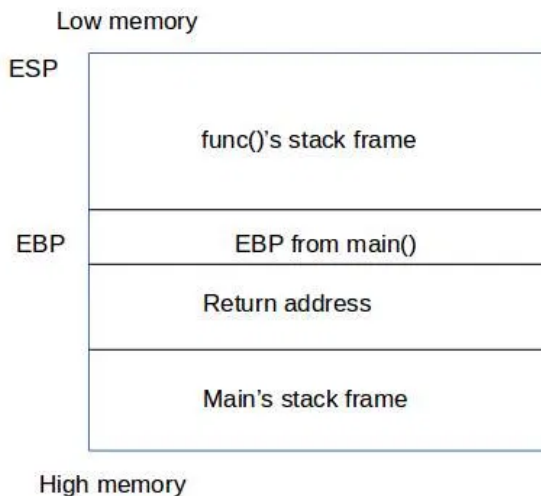 Low memory
ESP
func()’s stack frame
EBP
EBP from main()
Return address
Main’s stack frame
High memory